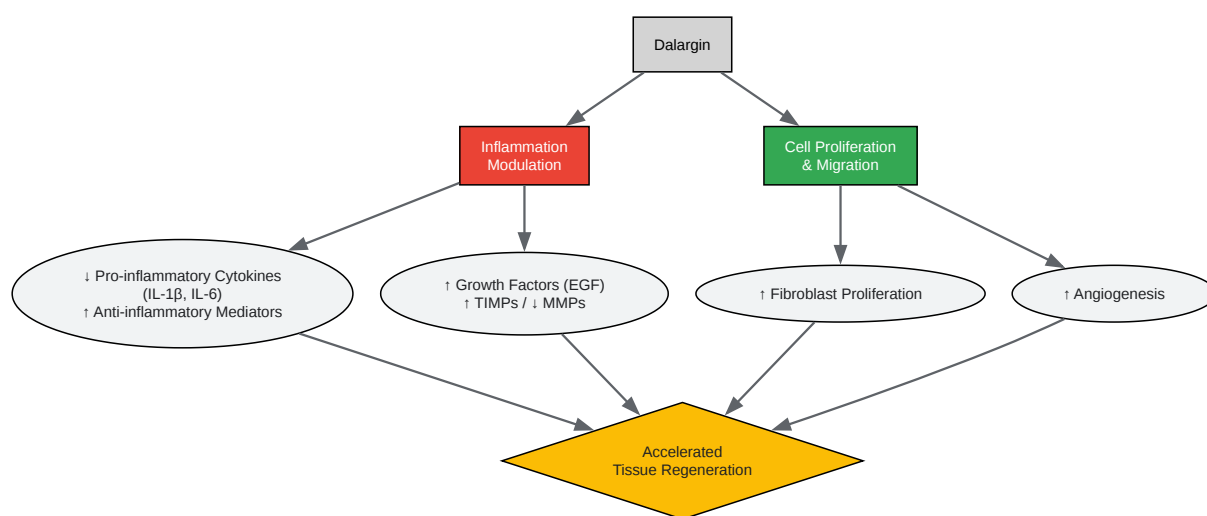 Dalargin
Inflammation
Modulation
Cell Proliferation
& Migration
↓ Pro-inflammatory Cytokines
(IL-1β, IL-6)
↑ Anti-inflammatory Mediators
↑ Growth Factors (EGF)
↑ TIMPs / ↓ MMPs
↑ Fibroblast Proliferation
↑ Angiogenesis
Accelerated
Tissue Regeneration